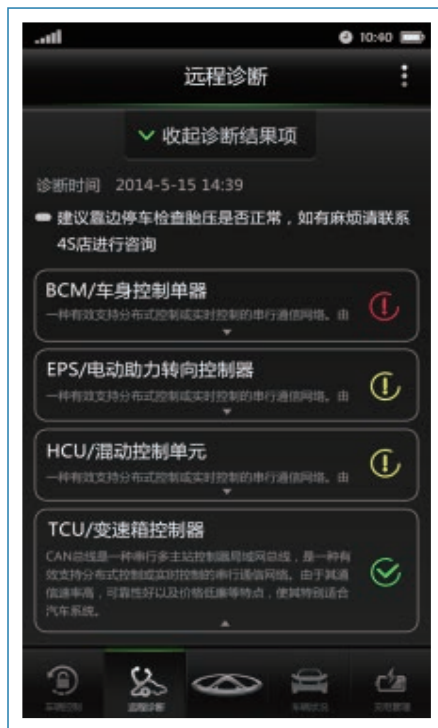 10:40
远程诊断
收起诊断结果项
诊断时间 2014-5-15 14:39
建议靠边停车检查胎压是否正常，如有麻烦请联系
4S店进行咨询
BCM/车身控制单器
一种有效支持分布式控制或实时控制的串行通信网络。由
EPS/电动助力转向控制器
一种有效支持分布式控制或实时控制的串行通信网络。由
HCU/混动控制单元
一种有效支持分布式控制或实时控制的串行通信网络。由
TCU/变速箱控制器
CAN总线是一种串行多主站控制器局域网总线，是一种有
效支持分布式控制或实时控制的串行通信网络。由于其通
信速率高，可靠性好以及价格低廉等特点，使其特别适合
汽车系统。
车辆控制 远程诊断 车辆状况 充电管理